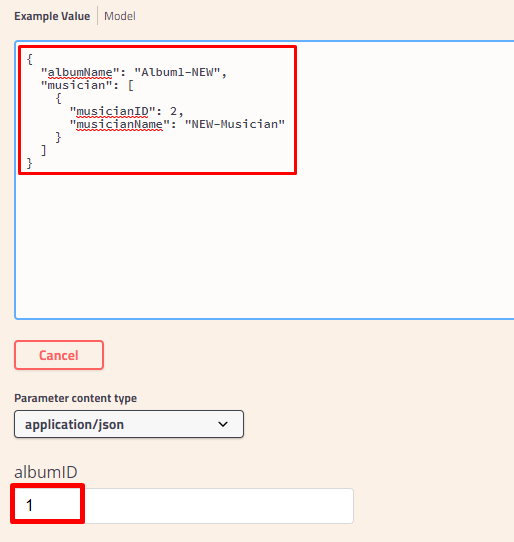 Example Value | Model
{
"albumName": "Album1-NEW",
"musician": [
{
"musicianID": 2,
"musicianName": "NEW-Musician"
}
]
}
Cancel
Parameter content type
application/json
albumID
1